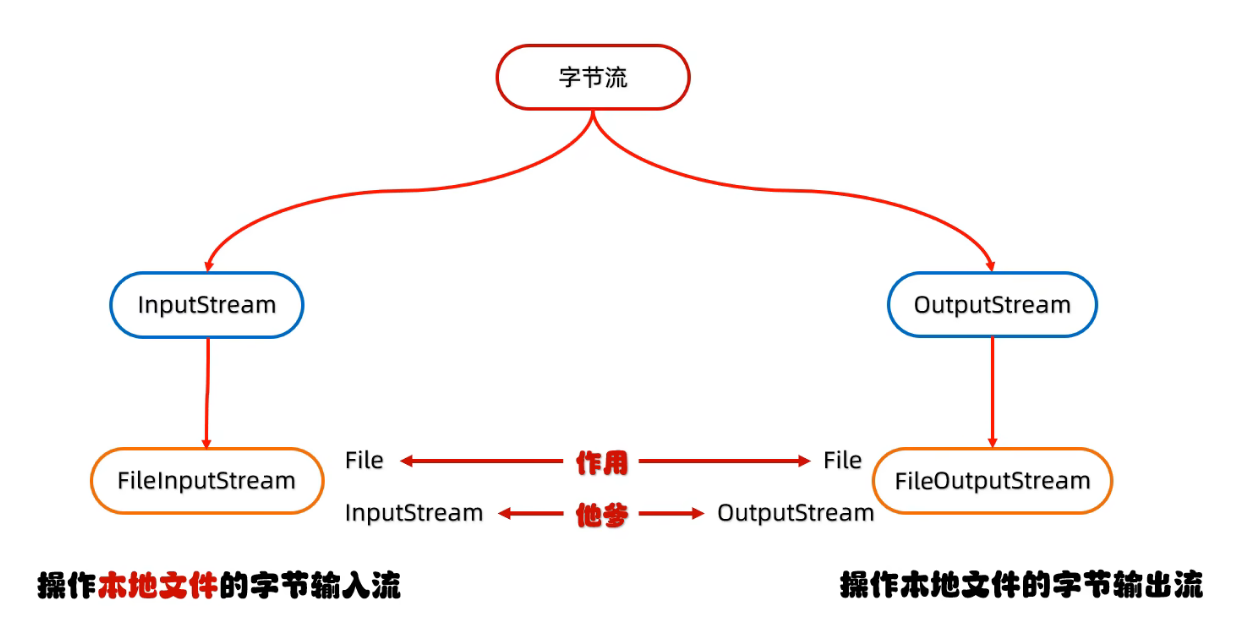 字节流
InputStream
OutputStream
File 作用 File
FileInputStream
FileOutputStream
InputStream 他爹 OutputStream
操作本地文件的字节输入流
操作本地文件的字节输出流